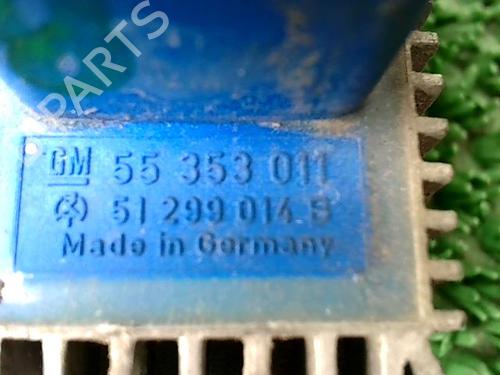 B-PARTS
GM 55 353 011
51 299 014 B
Made in Germany